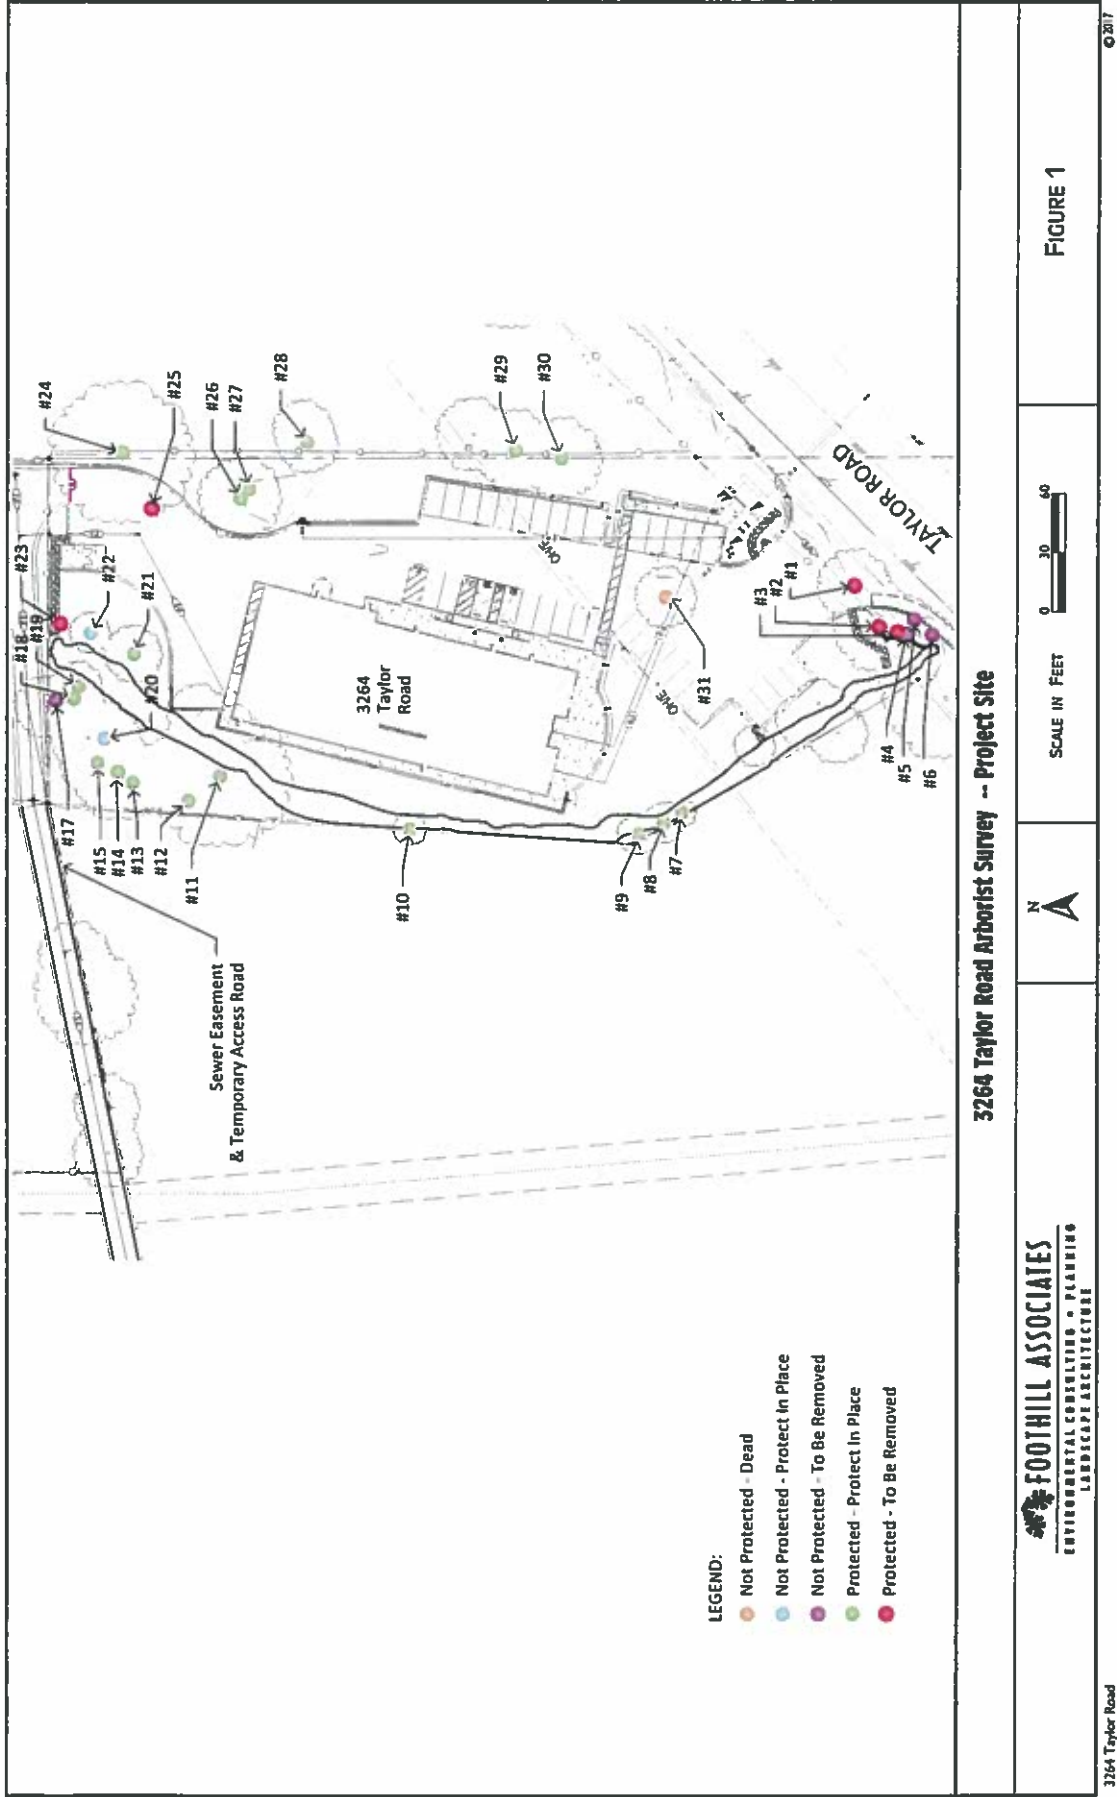 #24
#25
#26
#27
#28
#29
#30
#23
#22
#21
#18
#19
#20
#17
#15
#14
#13
#12
#11
#10
#9
#8
#7
3264
Taylor
Road
OHE
OHE
#31
TAYLOR ROAD
#3
#2
#1
#4
#5
#6
Sewer Easement
& Temporary Access Road
LEGEND:
Not Protected - Dead
Not Protected - Protect In Place
Not Protected - To Be Removed
Protected - Protect In Place
Protected - To Be Removed
3264 Taylor Road Arborist Survey -- Project Site
FOOTHILL ASSOCIATES
ENVIRONMENTAL CONSULTING • PLANNING
LANDSCAPE ARCHITECTURE
N
0 30 60
SCALE IN FEET
FIGURE 1
3264 Taylor Road
© 2017